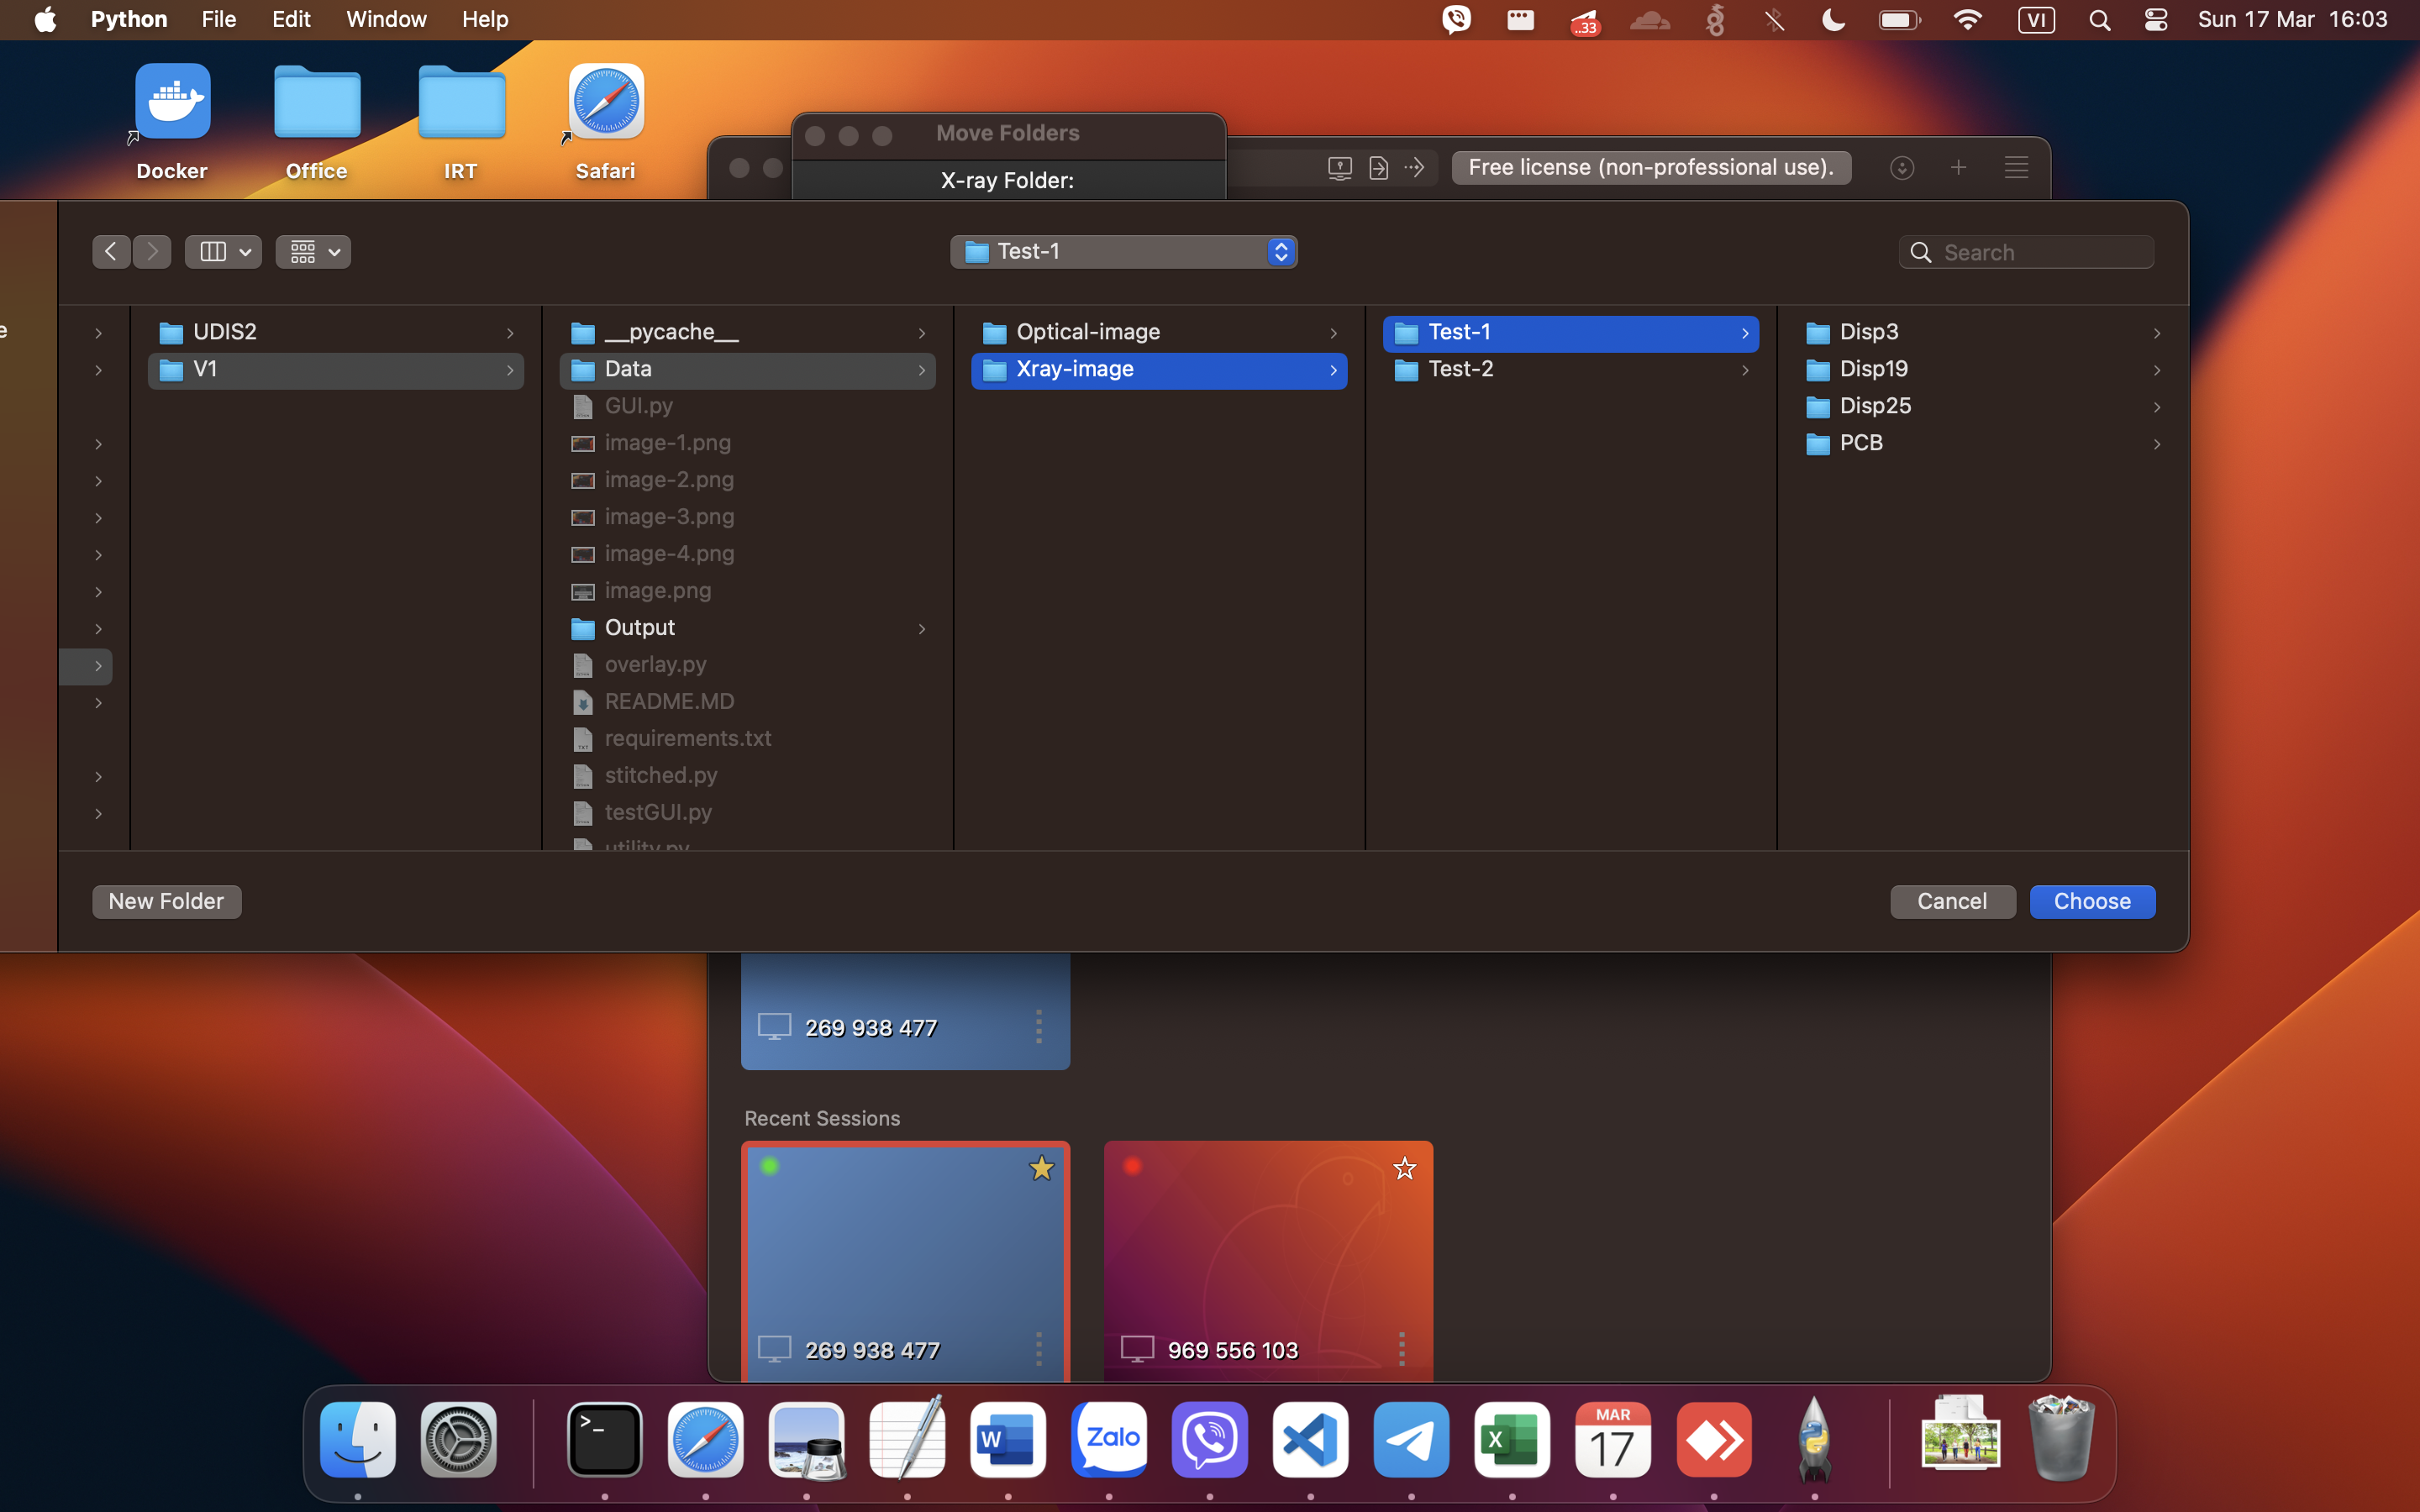 Python File Edit Window Help
..33
VI
Sun 17 Mar 16:03
Docker
Office
IRT
Safari
Move Folders
X-ray Folder:
Free license (non-professional use).
Test-1
Search
e
UDIS2
V1
__pycache__
Data
GUI.py
image-1.png
image-2.png
image-3.png
image-4.png
image.png
Output
overlay.py
README.MD
requirements.txt
stitched.py
testGUI.py
utility.py
Optical-image
Xray-image
Test-1
Test-2
Disp3
Disp19
Disp25
PCB
New Folder
Cancel
Choose
269 938 477
Recent Sessions
269 938 477
969 556 103
>_
W
Zalo
X
MAR
17